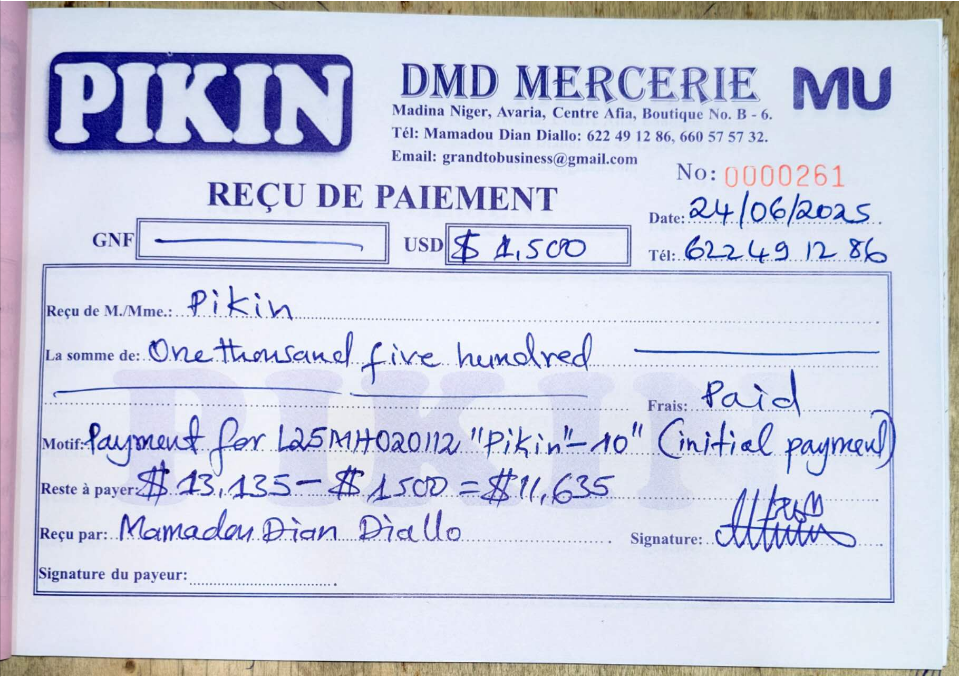 PIKIN
DMD MERCERIE
MU
Madina Niger, Avaria, Centre Afia, Boutique No. B - 6.
Tél: Mamadou Dian Diallo: 622 49 12 86, 660 57 57 32.
Email: grandtobusiness@gmail.com
No: 0000261
REÇU DE PAIEMENT
Date: 24/06/2025
GNF USD $ 1,500
Tél: 622 49 12 86
Reçu de M./Mme.: Pikin
La somme de: One thousand five hundred
Frais: Paid
Motif: Payment for L25MH020112 "Pikin"-10" (initial payment)
Reste à payer: $ 13,135 - $ 1500 = $11,635
Reçu par: Mamadou Dian Diallo Signature:
Signature du payeur:
PIKIN